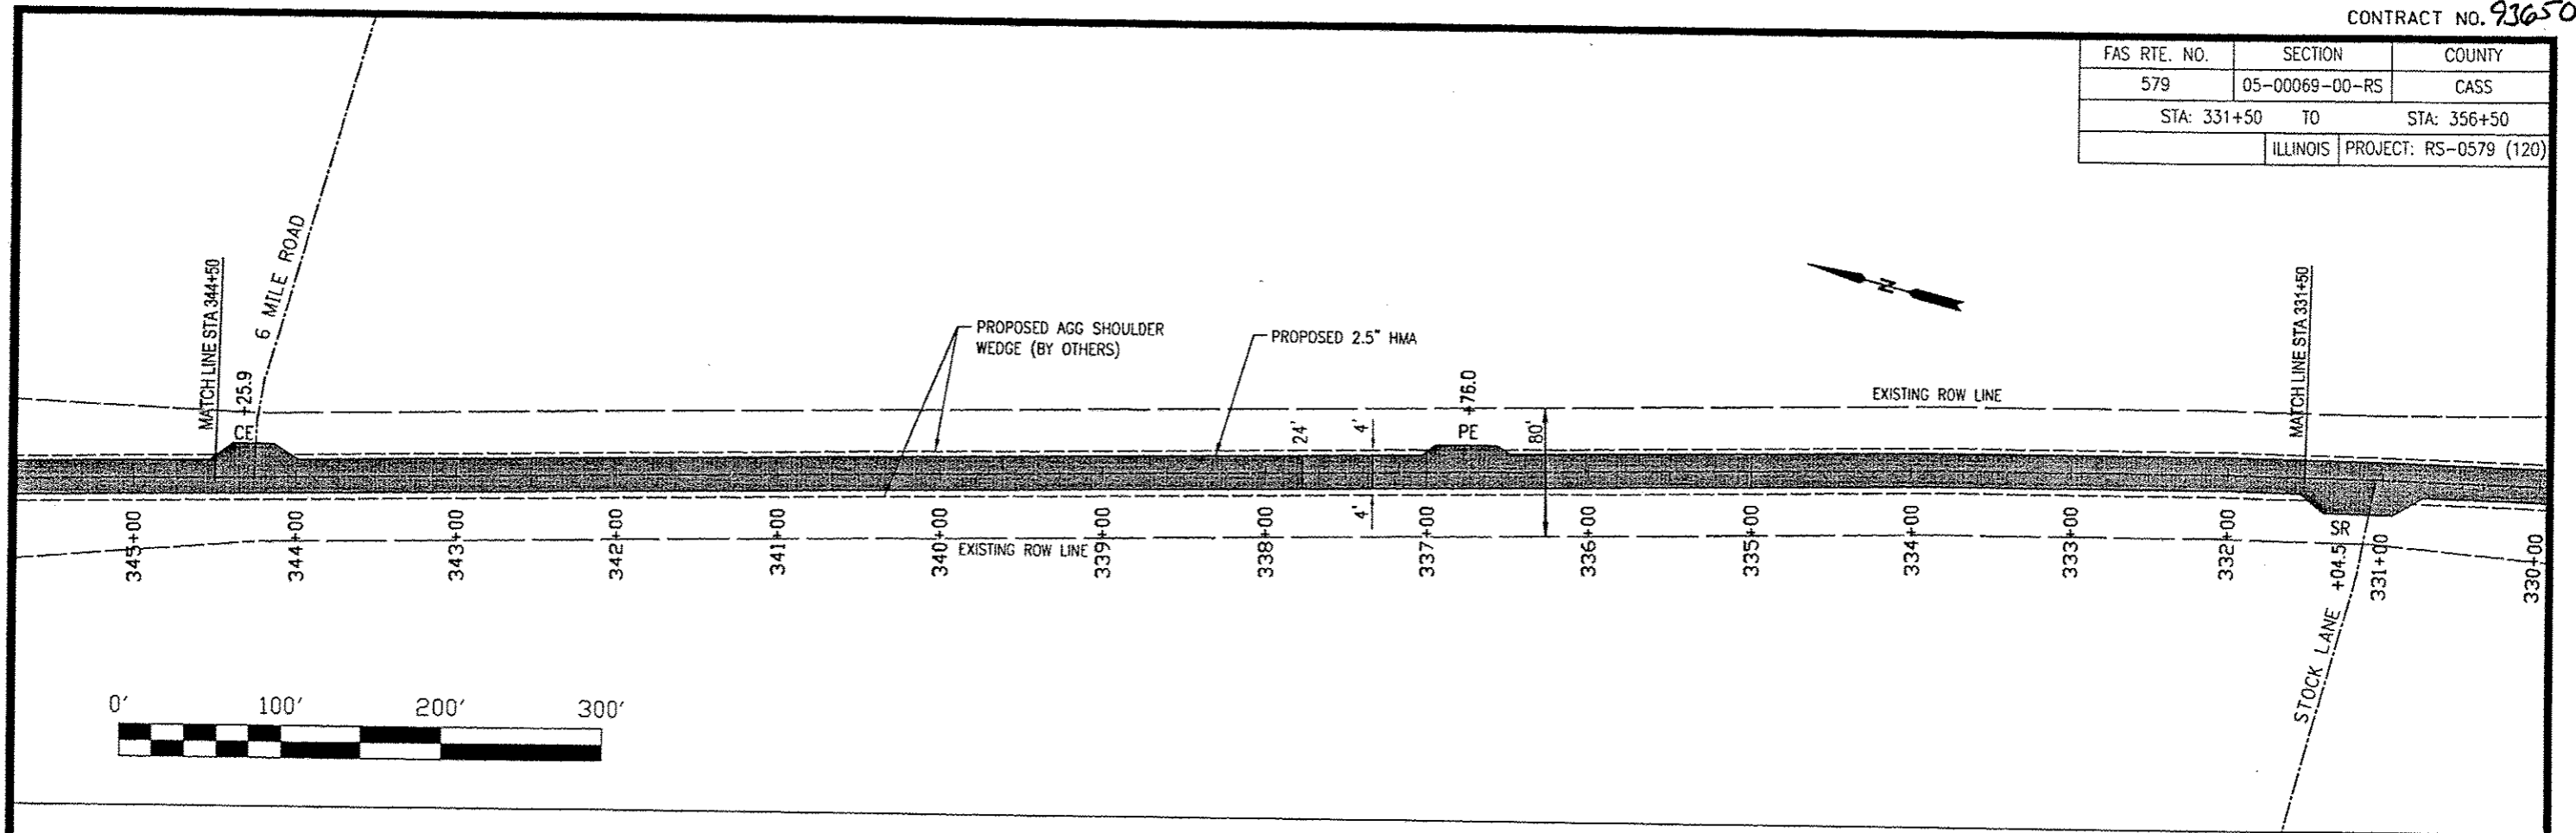 CONTRACT NO. 93650
FAS RTE. NO. SECTION COUNTY
579 05-00069-00-RS CASS
STA: 331+50 TO STA: 356+50
ILLINOIS PROJECT: RS-0579 (120)
MATCH LINE STA 344+50
6 MILE ROAD
+25.9
CE
PROPOSED AGG SHOULDER
WEDGE (BY OTHERS)
PROPOSED 2.5" HMA
N
MATCH LINE STA 331+50
EXISTING ROW LINE
24'
4'
4'
+76.0
PE
80'
EXISTING ROW LINE
345+00
344+00
343+00
342+00
341+00
340+00
339+00
338+00
337+00
336+00
335+00
334+00
333+00
332+00
+04.5
SR
331+00
330+00
STOCK LANE
0' 100' 200' 300'